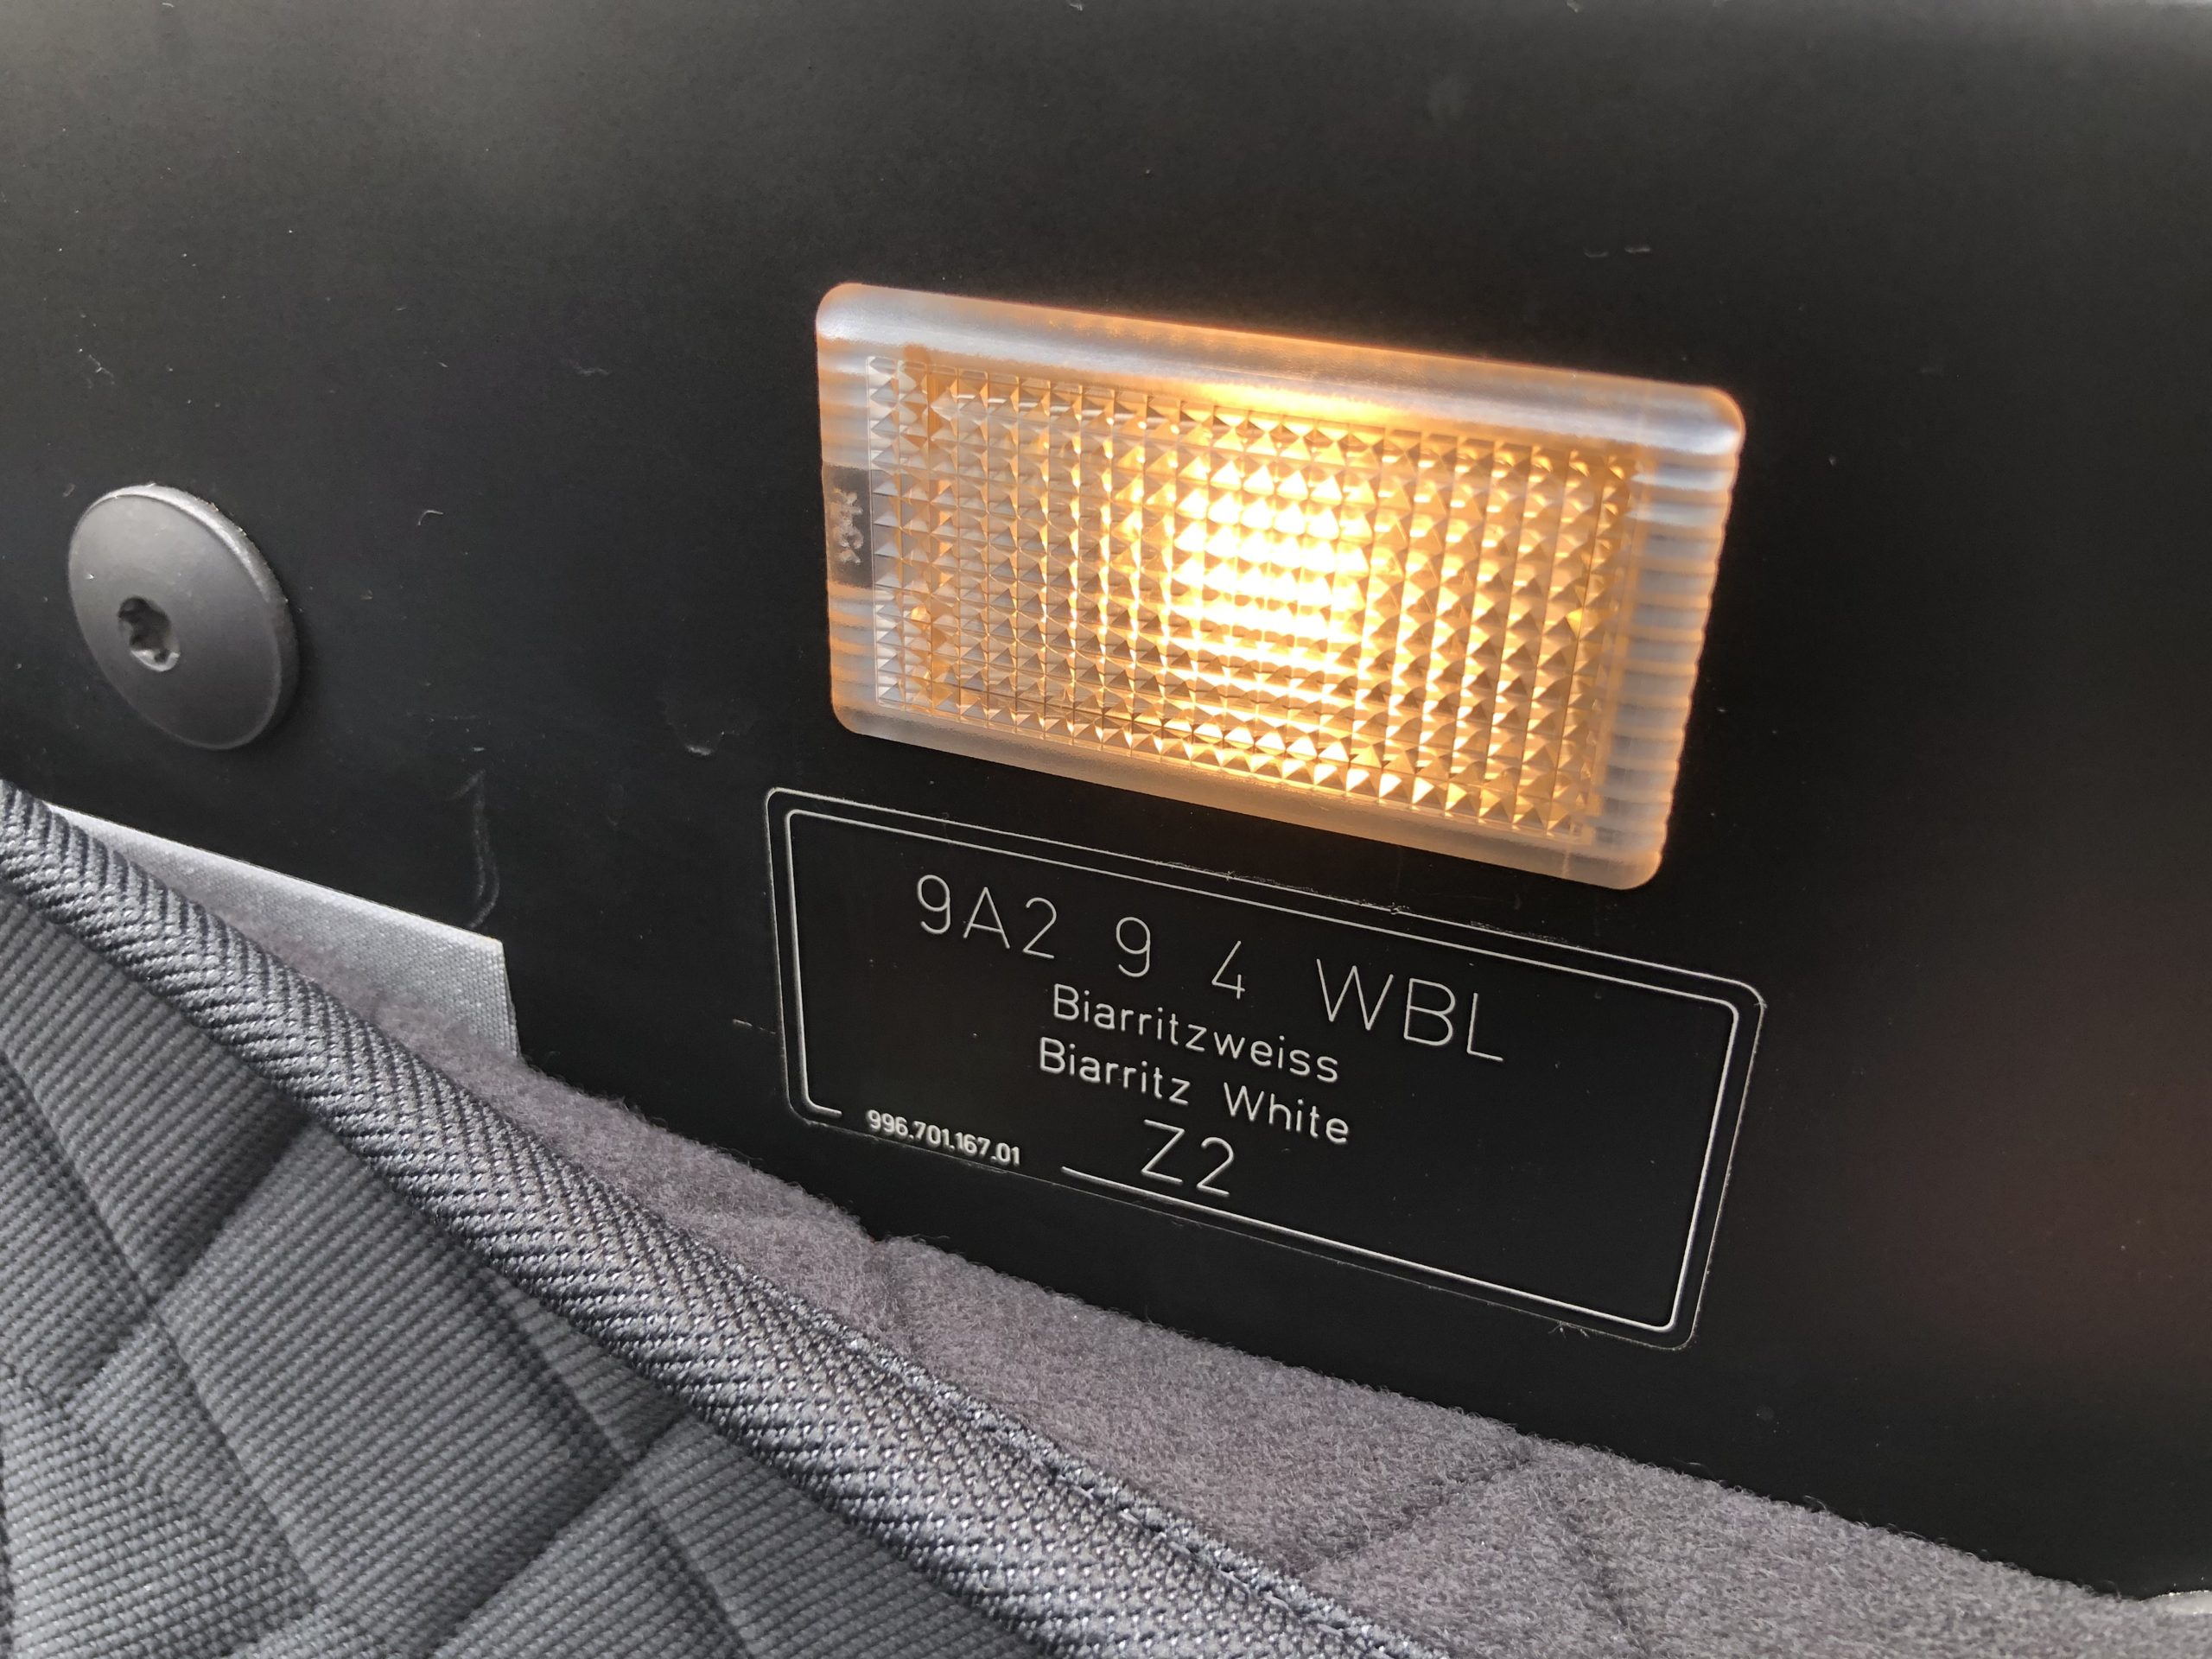 9A2 9 4 WBL
Biarritzweiss
Biarritz White
Z2
996.701.167.01